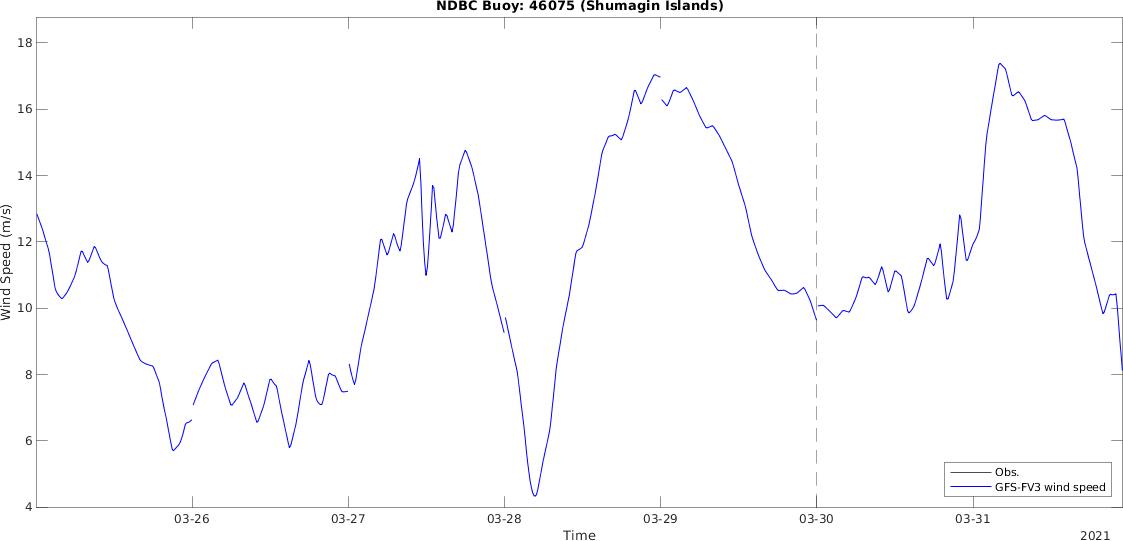 NDBC Buoy: 46075 (Shumagin Islands)
18
16
14
12
10
8
6
4
Wind Speed (m/s)
Obs.
GFS-FV3 wind speed
03-26 03-27 03-28 03-29 03-30 03-31
Time
2021